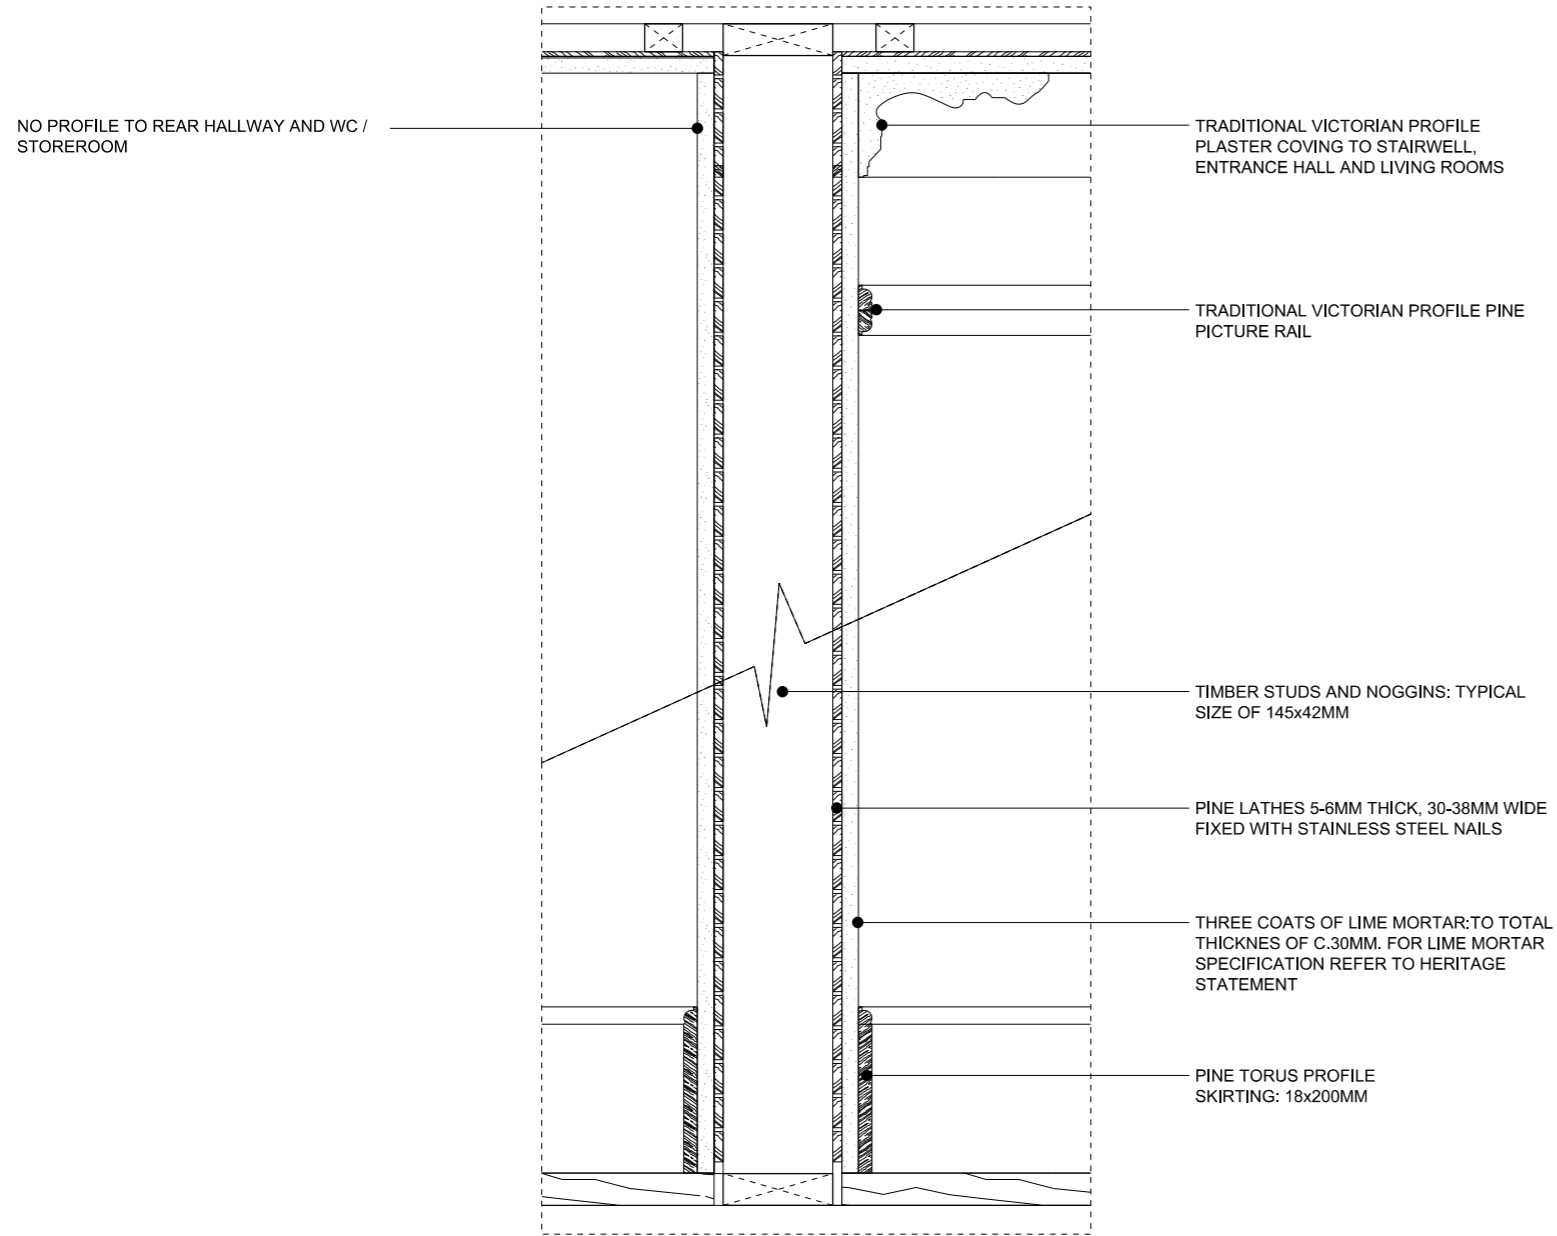 NO PROFILE TO REAR HALLWAY AND WC /
STOREROOM
TRADITIONAL VICTORIAN PROFILE
PLASTER COVING TO STAIRWELL,
ENTRANCE HALL AND LIVING ROOMS
TRADITIONAL VICTORIAN PROFILE PINE
PICTURE RAIL
TIMBER STUDS AND NOGGINS: TYPICAL
SIZE OF 145x42MM
PINE LATHES 5-6MM THICK, 30-38MM WIDE
FIXED WITH STAINLESS STEEL NAILS
THREE COATS OF LIME MORTAR:TO TOTAL
THICKNES OF C.30MM. FOR LIME MORTAR
SPECIFICATION REFER TO HERITAGE
STATEMENT
PINE TORUS PROFILE
SKIRTING: 18x200MM